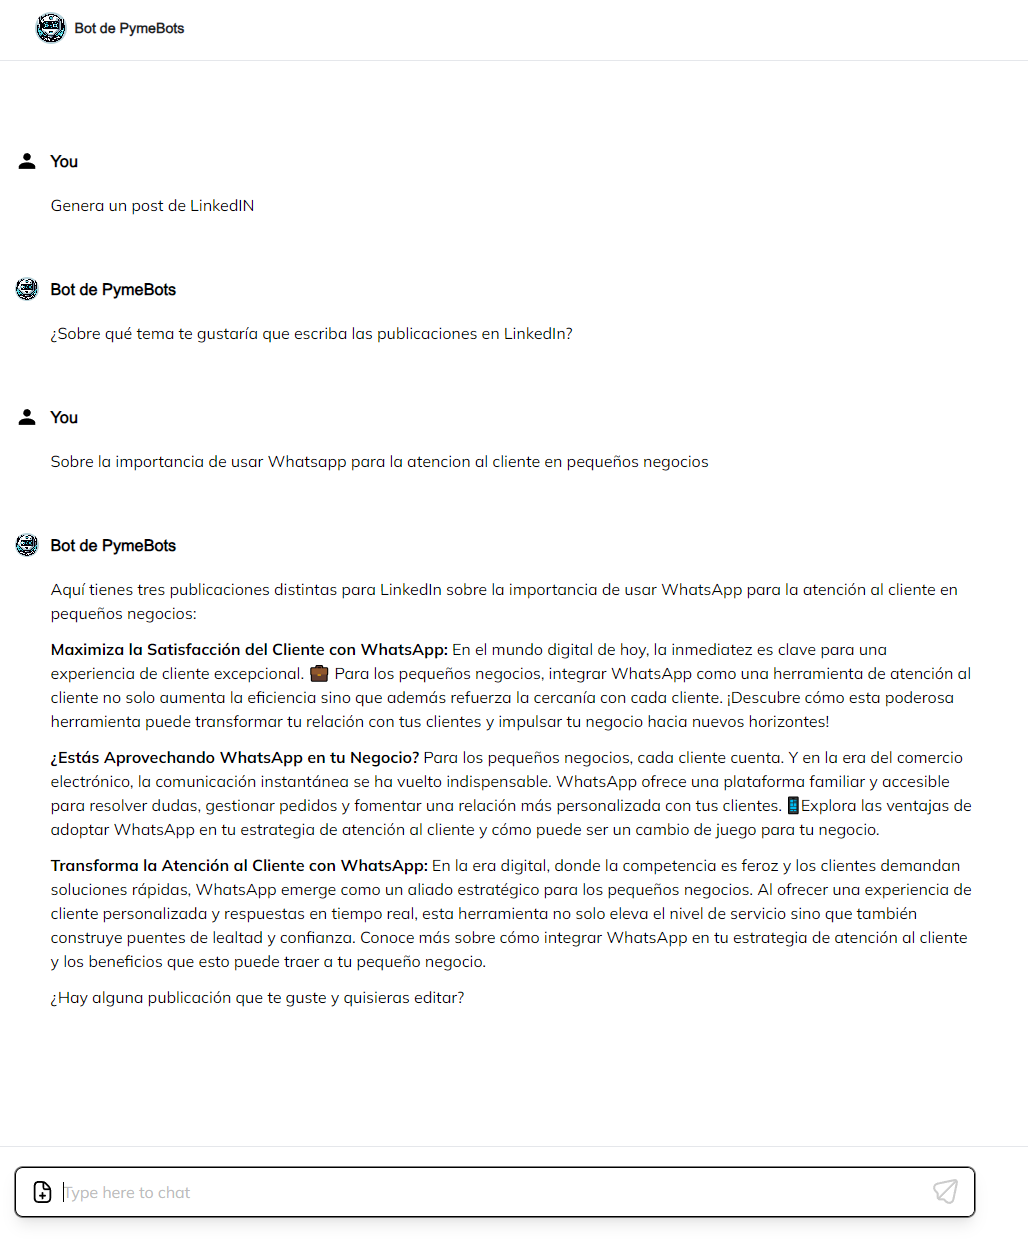 Bot de PymeBots
You
Genera un post de LinkedIN
Bot de PymeBots
¿Sobre qué tema te gustaría que escriba las publicaciones en LinkedIn?
You
Sobre la importancia de usar Whatsapp para la atencion al cliente en pequeños negocios
Bot de PymeBots
Aquí tienes tres publicaciones distintas para LinkedIn sobre la importancia de usar WhatsApp para la atención al cliente en
pequeños negocios:
Maximiza la Satisfacción del Cliente con WhatsApp: En el mundo digital de hoy, la inmediatez es clave para una
experiencia de cliente excepcional. 💼 Para los pequeños negocios, integrar WhatsApp como una herramienta de atención al
cliente no solo aumenta la eficiencia sino que además refuerza la cercanía con cada cliente. ¡Descubre cómo esta poderosa
herramienta puede transformar tu relación con tus clientes y impulsar tu negocio hacia nuevos horizontes!
¿Estás Aprovechando WhatsApp en tu Negocio? Para los pequeños negocios, cada cliente cuenta. Y en la era del comercio
electrónico, la comunicación instantánea se ha vuelto indispensable. WhatsApp ofrece una plataforma familiar y accesible
para resolver dudas, gestionar pedidos y fomentar una relación más personalizada con tus clientes. 📱Explora las ventajas de
adoptar WhatsApp en tu estrategia de atención al cliente y cómo puede ser un cambio de juego para tu negocio.
Transforma la Atención al Cliente con WhatsApp: En la era digital, donde la competencia es feroz y los clientes demandan
soluciones rápidas, WhatsApp emerge como un aliado estratégico para los pequeños negocios. Al ofrecer una experiencia de
cliente personalizada y respuestas en tiempo real, esta herramienta no solo eleva el nivel de servicio sino que también
construye puentes de lealtad y confianza. Conoce más sobre cómo integrar WhatsApp en tu estrategia de atención al cliente
y los beneficios que esto puede traer a tu pequeño negocio.
¿Hay alguna publicación que te guste y quisieras editar?
Type here to chat